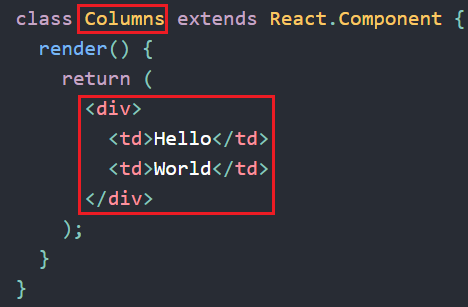 class Columns extends React.Component {
  render() {
    return (
      <div>
        <td>Hello</td>
        <td>World</td>
      </div>
    );
  }
}